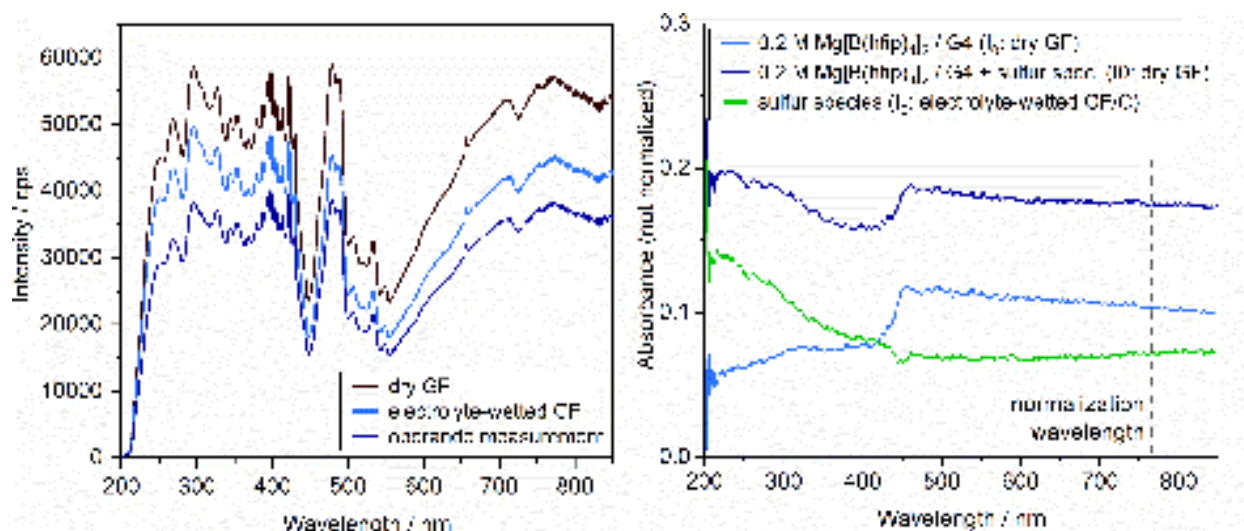 60000
50000
40000
30000
20000
10000
0
Intensity /
200 300 400 500 600 700 800
Wavelength / nm
dry GF
electrolyte-wetted GF
operando measurement
0.3
0.2
0.1
0.0
Absorbance (not normalized)
200 300 400 500 600 700 800
Wavelength / nm
0.2 M Mg[B(hfip)4]2 / G4 (I0: dry GF)
0.2 M Mg[B(hfip)4]2 / G4 + sulfur spec. (I0: dry GF)
sulfur species (I0: electrolyte-wetted GF/C)
normalization
wavelength